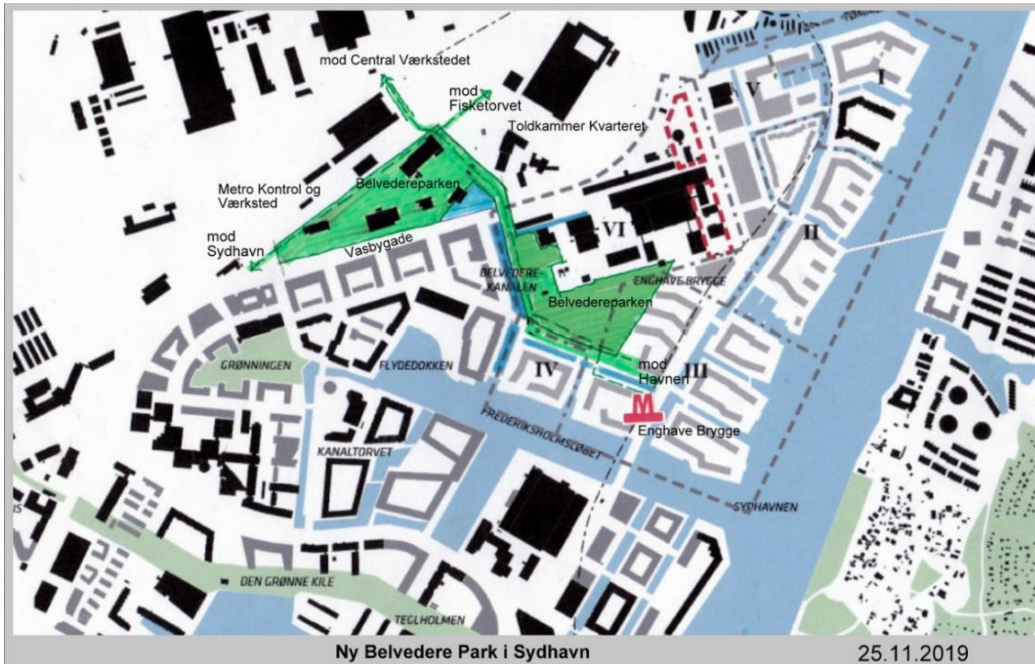 mod Central Værkstedet
mod
Fisketorvet
Toldkammer Kvarteret
I
V
Belvedereparken
Metro Kontrol og
Værksted
mod
Sydhavn
Vasbygade
VI
II
BELVEDERE-
KANALEN
ENGHAVE BRYGGE
Belvedereparken
GRØNNINGEN
FLYDEDOKKEN
IV
mod
Havnen
III
M
Enghave Brygge
FREDERIKSHOLMSLØBET
KANALTORVET
SYDHAVNEN
DEN GRØNNE KILE
TEGLHOLMEN
Ny Belvedere Park i Sydhavn
25.11.2019